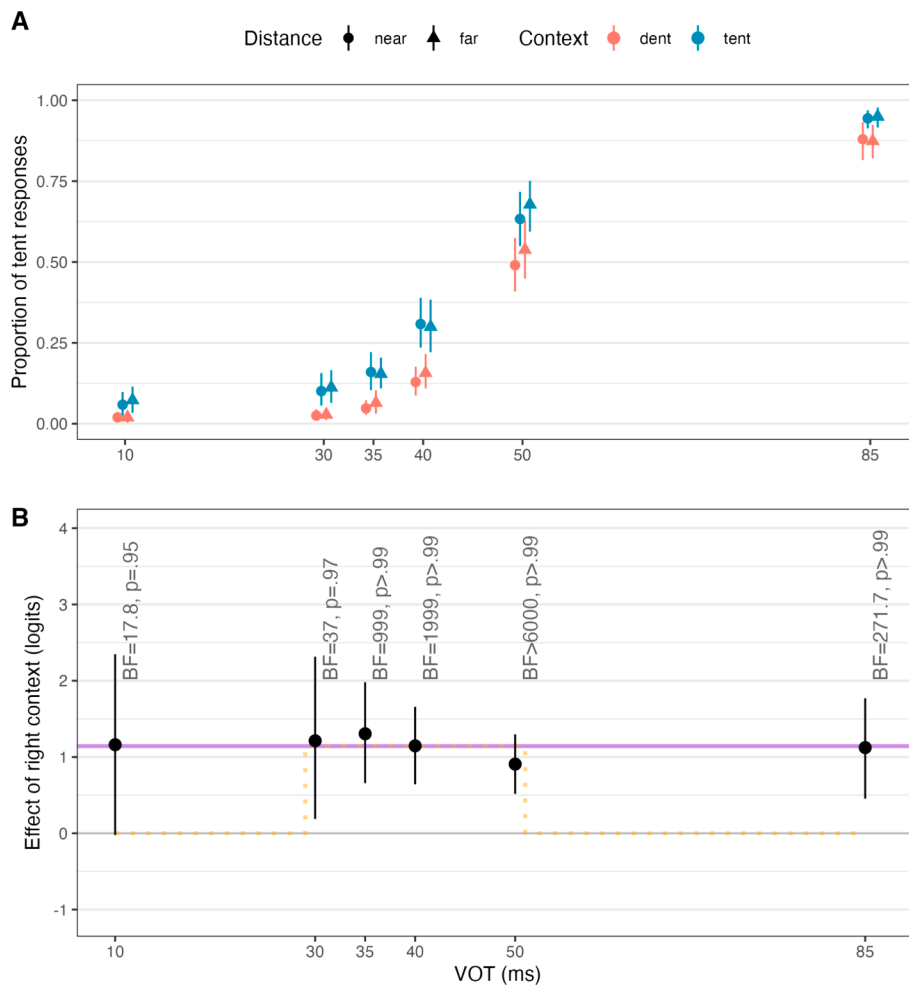 A
Distance near far Context dent tent
Proportion of tent responses
1.00
0.75
0.50
0.25
0.00
10 30 35 40 50 85
B
Effect of right context (logits)
4
3
2
1
0
-1
BF=17.8, p=.95
BF=37, p=.97
BF=999, p>.99
BF=1999, p>.99
BF>6000, p>.99
BF=271.7, p>.99
10 30 35 40 50 85
VOT (ms)